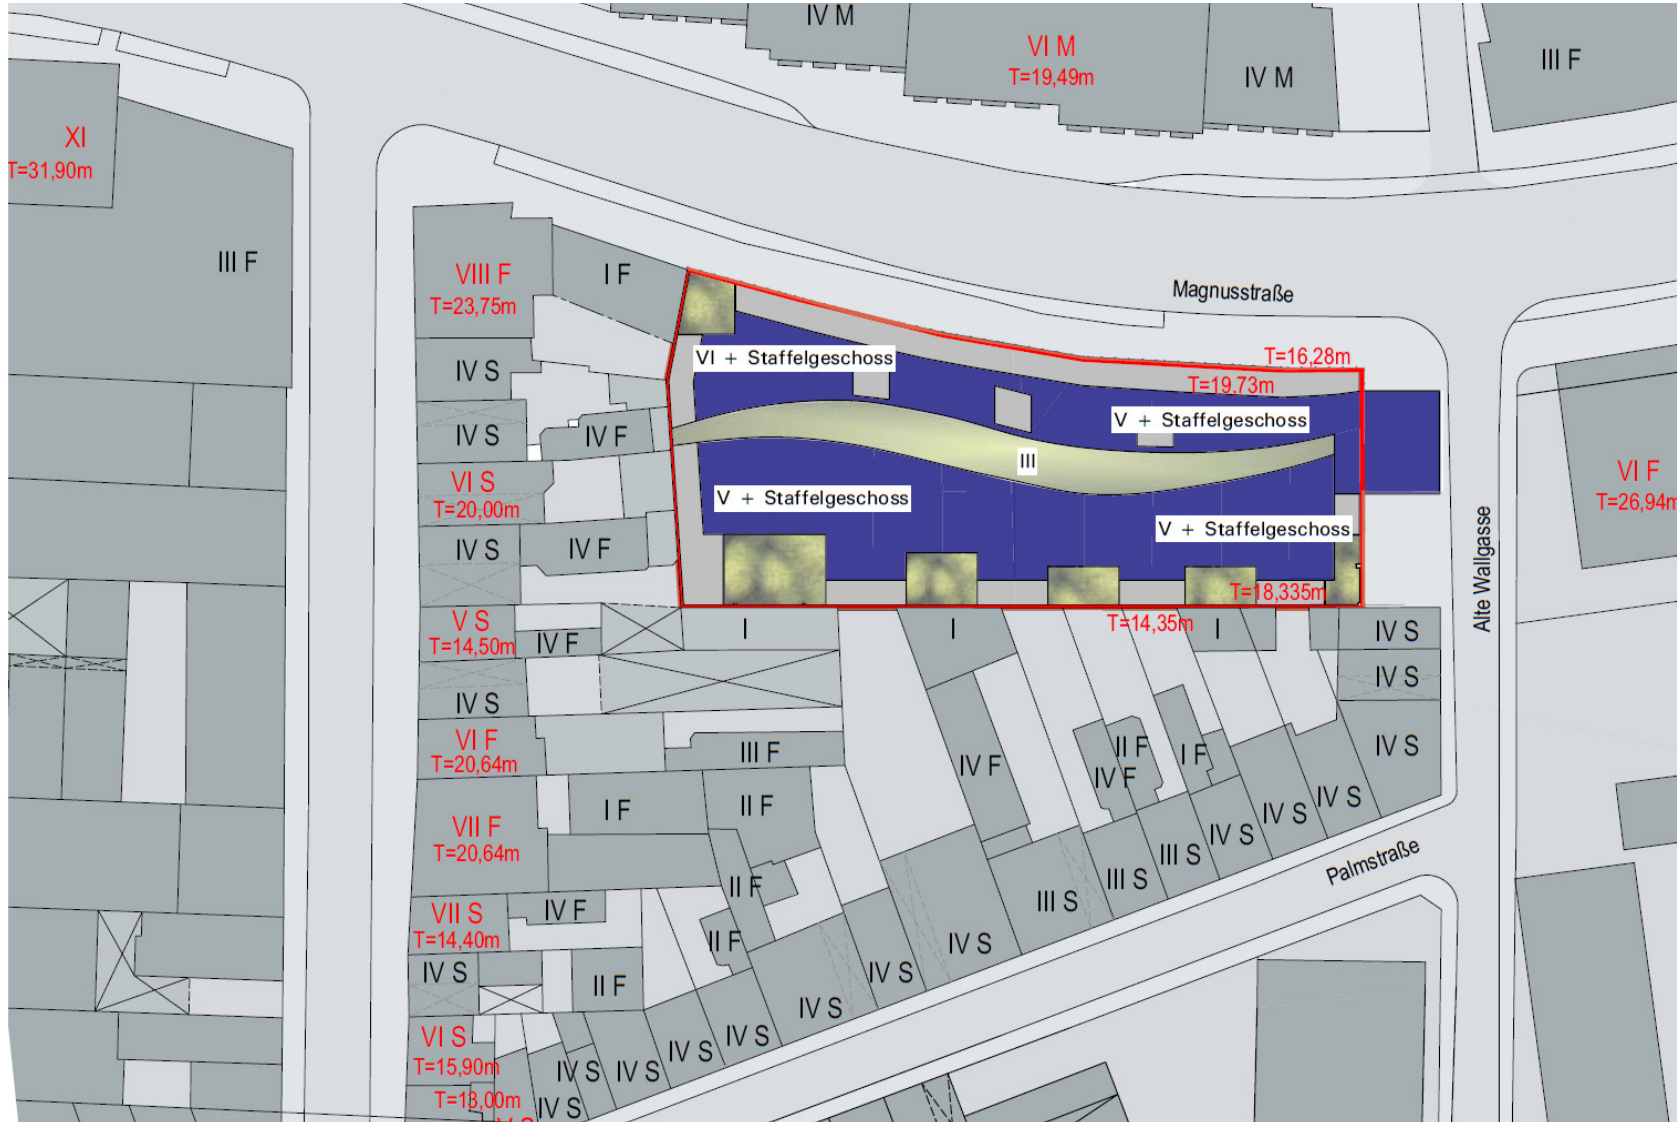 IV M
VI M
T=19,49m
IV M
III F
XI
T=31,90m
III F
VIII F
T=23,75m
I F
Magnusstraße
IV S
VI + Staffelgeschoss
T=16,28m
T=19,73m
IV S
IV F
V + Staffelgeschoss
III
VI F
T=26,94m
VI S
T=20,00m
V + Staffelgeschoss
V + Staffelgeschoss
IV S
IV F
Alte Wallgasse
T=18,335m
T=14,35m
V S
T=14,50m
IV F
I
I
I
IV S
IV S
IV S
VI F
T=20,64m
III F
IV F
II F
IV F
I F
IV S
VII F
T=20,64m
I F
II F
IV S
IV S
IV S
III S
III S
III S
Palmstraße
II F
VII S
T=14,40m
IV F
II F
IV S
IV S
II F
IV S
IV S
VI S
T=15,90m
IV S
IV S
IV S
IV S
T=13,00m
IV S